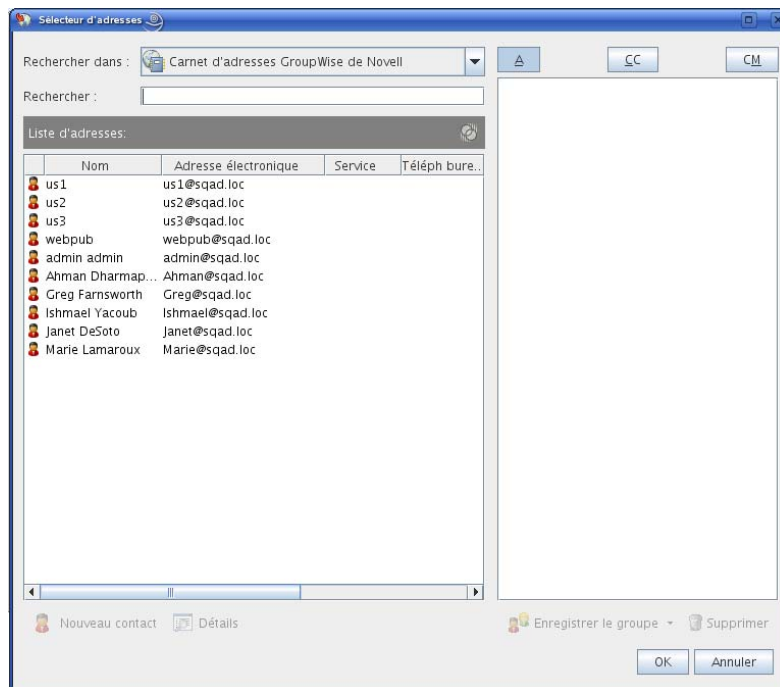 Sélecteur d'adresses
Rechercher dans : Carnet d'adresses GroupWise de Novell
A CC CM
Rechercher :
Liste d'adresses:
Nom Adresse électronique Service Téléph bure..
us1 us1@sqad.loc
us2 us2@sqad.loc
us3 us3@sqad.loc
webpub webpub@sqad.loc
admin admin admin@sqad.loc
Ahman Dharmap... Ahman@sqad.loc
Greg Farnsworth Greg@sqad.loc
Ishmael Yacoub Ishmael@sqad.loc
Janet DeSoto Janet@sqad.loc
Marie Lamaroux Marie@sqad.loc
Nouveau contact Détails Enregistrer le groupe Supprimer
OK Annuler